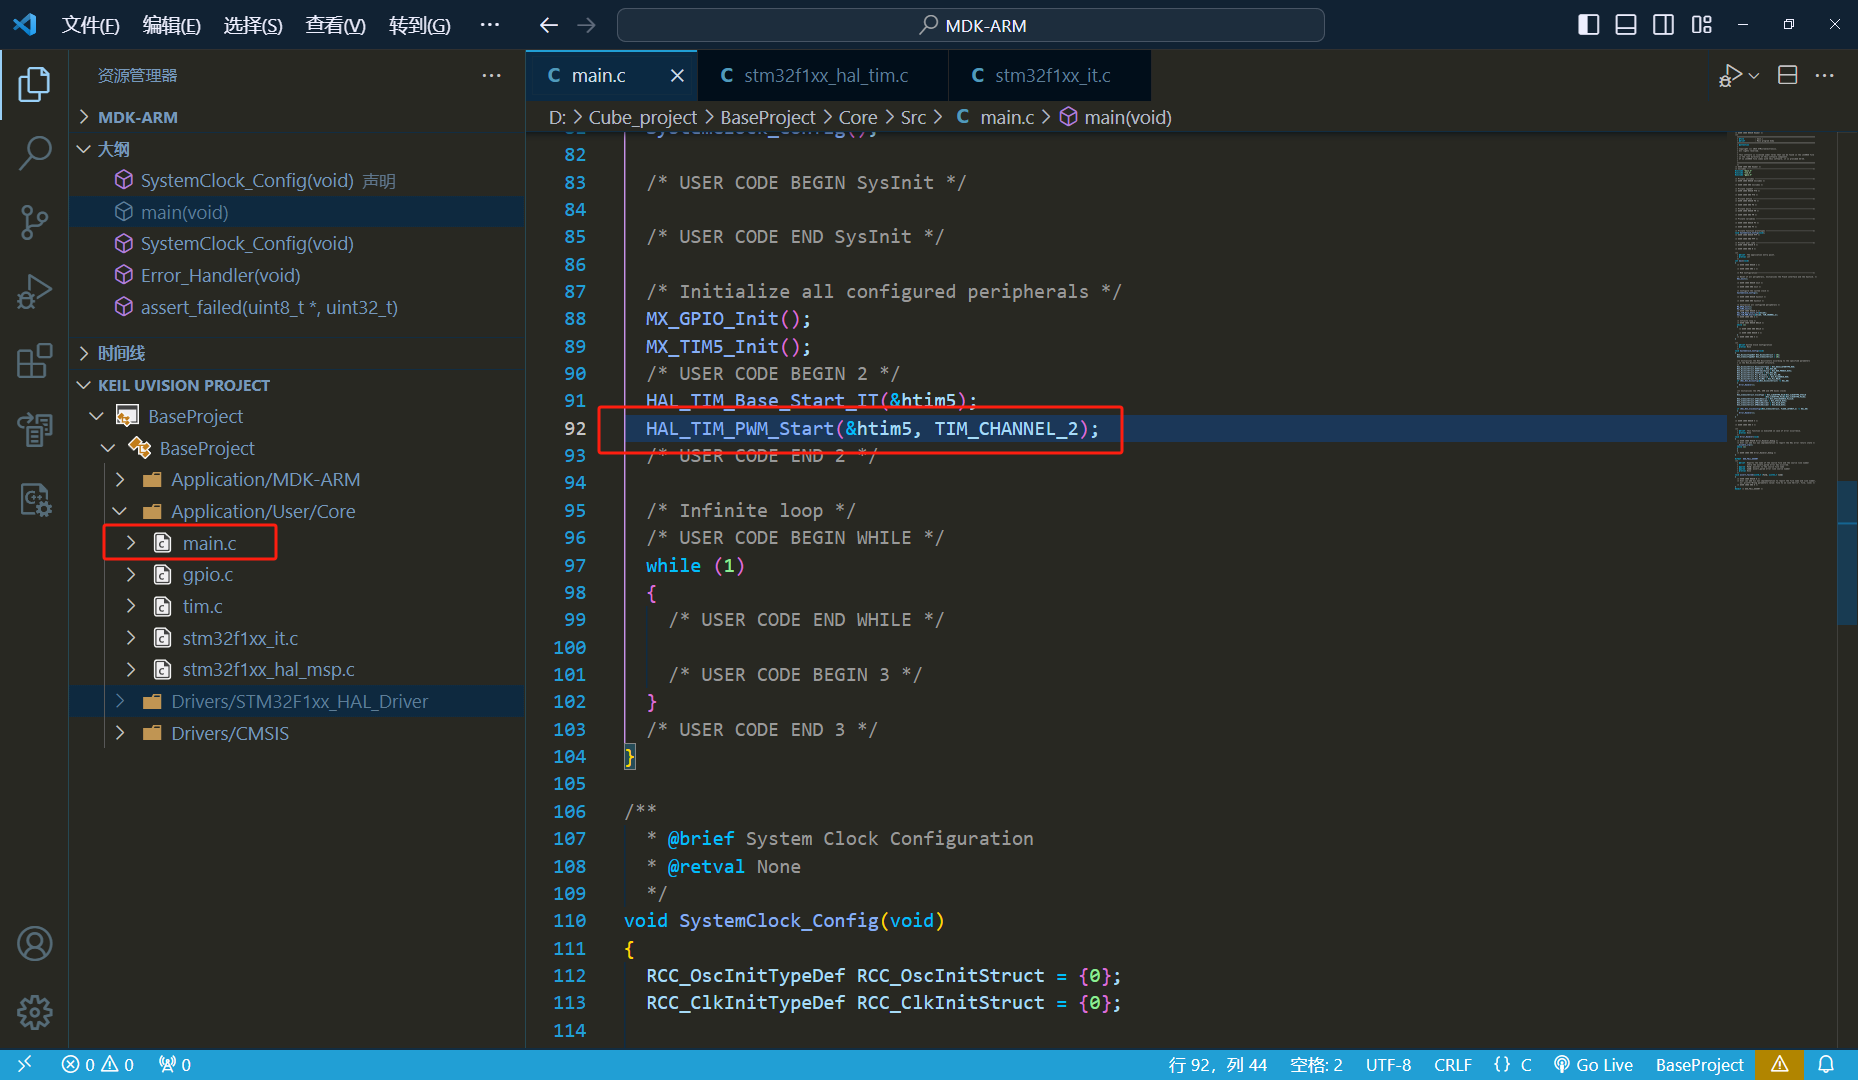 文件(F) 编辑(E) 选择(S) 查看(V) 转到(G) ··· MDK-ARM
资源管理器 ···
MDK-ARM
大纲
SystemClock_Config(void) 声明
main(void)
SystemClock_Config(void)
Error_Handler(void)
assert_failed(uint8_t *, uint32_t)
时间线
KEIL UVISION PROJECT
BaseProject
BaseProject
Application/MDK-ARM
Application/User/Core
main.c
gpio.c
tim.c
stm32f1xx_it.c
stm32f1xx_hal_msp.c
Drivers/STM32F1xx_HAL_Driver
Drivers/CMSIS
C main.c C stm32f1xx_hal_tim.c C stm32f1xx_it.c
D: > Cube_project > BaseProject > Core > Src > C main.c > main(void)
81 SystemClock_Config();
82
83 /* USER CODE BEGIN SysInit */
84
85 /* USER CODE END SysInit */
86
87 /* Initialize all configured peripherals */
88 MX_GPIO_Init();
89 MX_TIM5_Init();
90 /* USER CODE BEGIN 2 */
91 HAL_TIM_Base_Start_IT(&htim5);
92 HAL_TIM_PWM_Start(&htim5, TIM_CHANNEL_2);
93 /* USER CODE END 2 */
94
95 /* Infinite loop */
96 /* USER CODE BEGIN WHILE */
97 while (1)
98 {
99 /* USER CODE END WHILE */
100
101 /* USER CODE BEGIN 3 */
102 }
103 /* USER CODE END 3 */
104 }
105
106 /**
107 * @brief System Clock Configuration
108 * @retval None
109 */
110 void SystemClock_Config(void)
111 {
112 RCC_OscInitTypeDef RCC_OscInitStruct = {0};
113 RCC_ClkInitTypeDef RCC_ClkInitStruct = {0};
114
0 0 0 行 92，列 44 空格: 2 UTF-8 CRLF {} C Go Live BaseProject